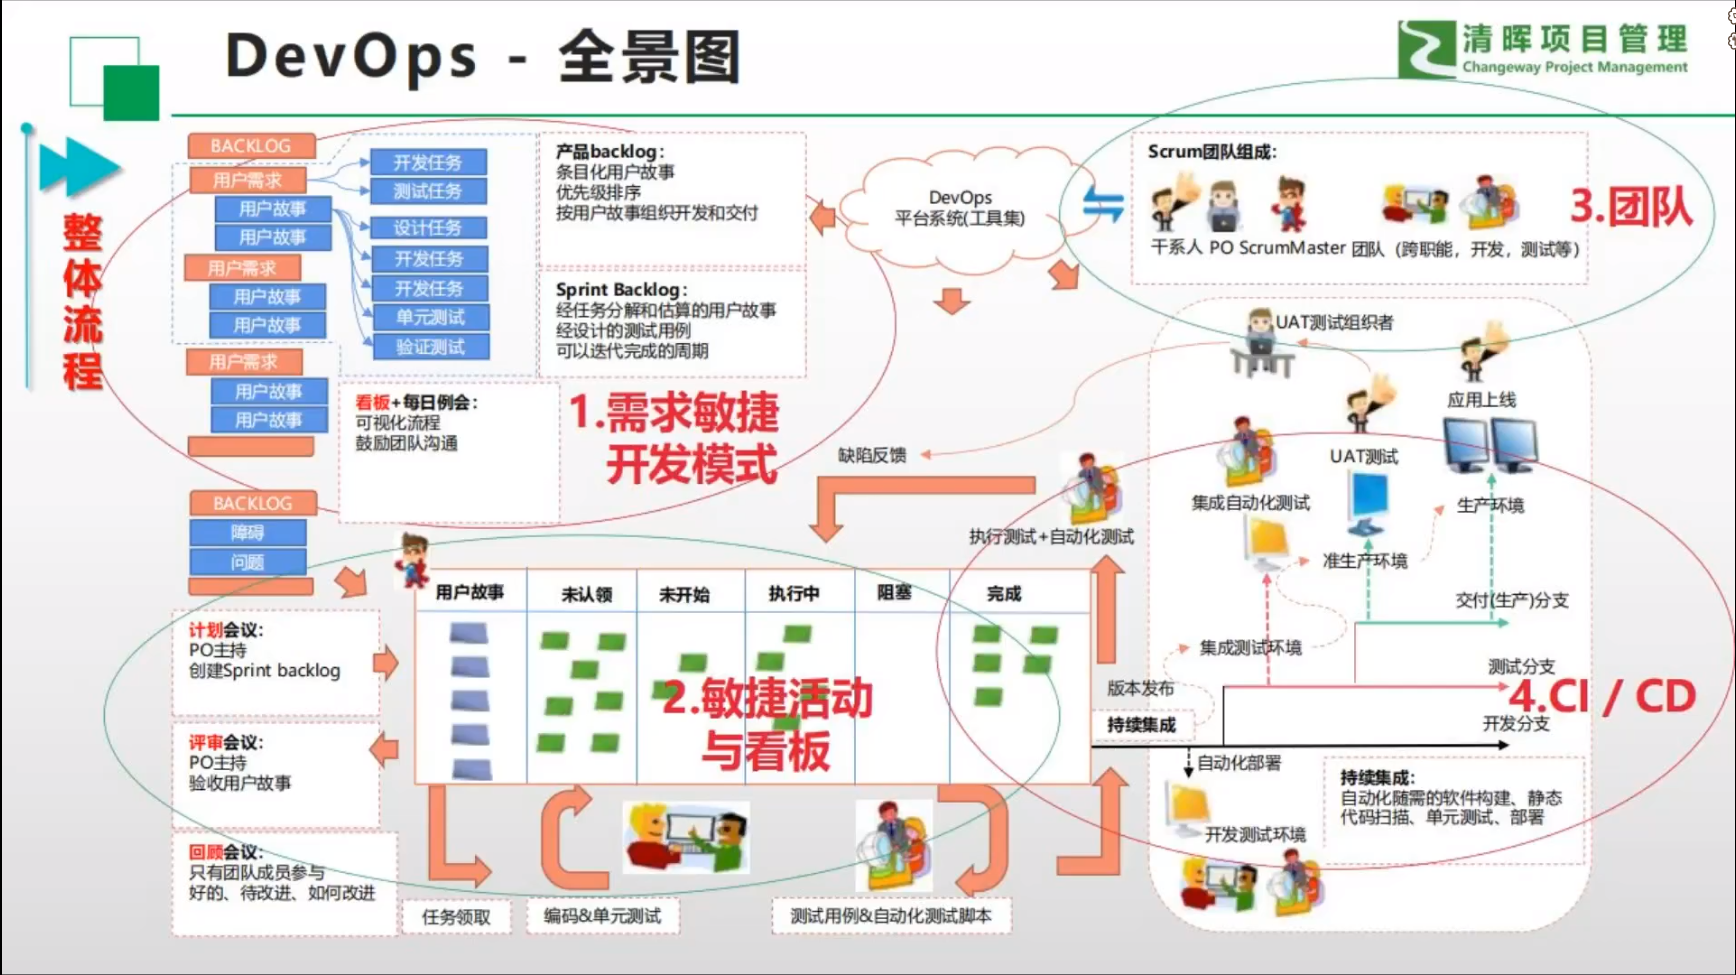 DevOps - 全景图
清晖项目管理
Changeway Project Management
整体流程
BACKLOG
用户需求
用户故事
用户故事
用户需求
用户故事
用户故事
用户需求
用户故事
用户故事
开发任务
测试任务
设计任务
开发任务
开发任务
单元测试
验证测试
产品backlog：
条目化用户故事
优先级排序
按用户故事组织开发和交付
Sprint Backlog：
经任务分解和估算的用户故事
经设计的测试用例
可以迭代完成的周期
看板+每日例会：
可视化流程
鼓励团队沟通
1.需求敏捷
开发模式
DevOps
平台系统(工具集)
Scrum团队组成：
干系人 PO ScrumMaster 团队（跨职能，开发，测试等）
3.团队
BACKLOG
障碍
问题
计划会议：
PO主持
创建Sprint backlog
评审会议：
PO主持
验收用户故事
回顾会议：
只有团队成员参与
好的、待改进、如何改进
用户故事
未认领
未开始
执行中
阻塞
完成
2.敏捷活动
与看板
任务领取
编码&单元测试
测试用例&自动化测试脚本
缺陷反馈
执行测试+自动化测试
UAT测试组织者
应用上线
UAT测试
集成自动化测试
生产环境
准生产环境
交付(生产)分支
集成测试环境
测试分支
版本发布
4.CI / CD
持续集成
开发分支
自动化部署
开发测试环境
持续集成：
自动化随需的软件构建、静态
代码扫描、单元测试、部署